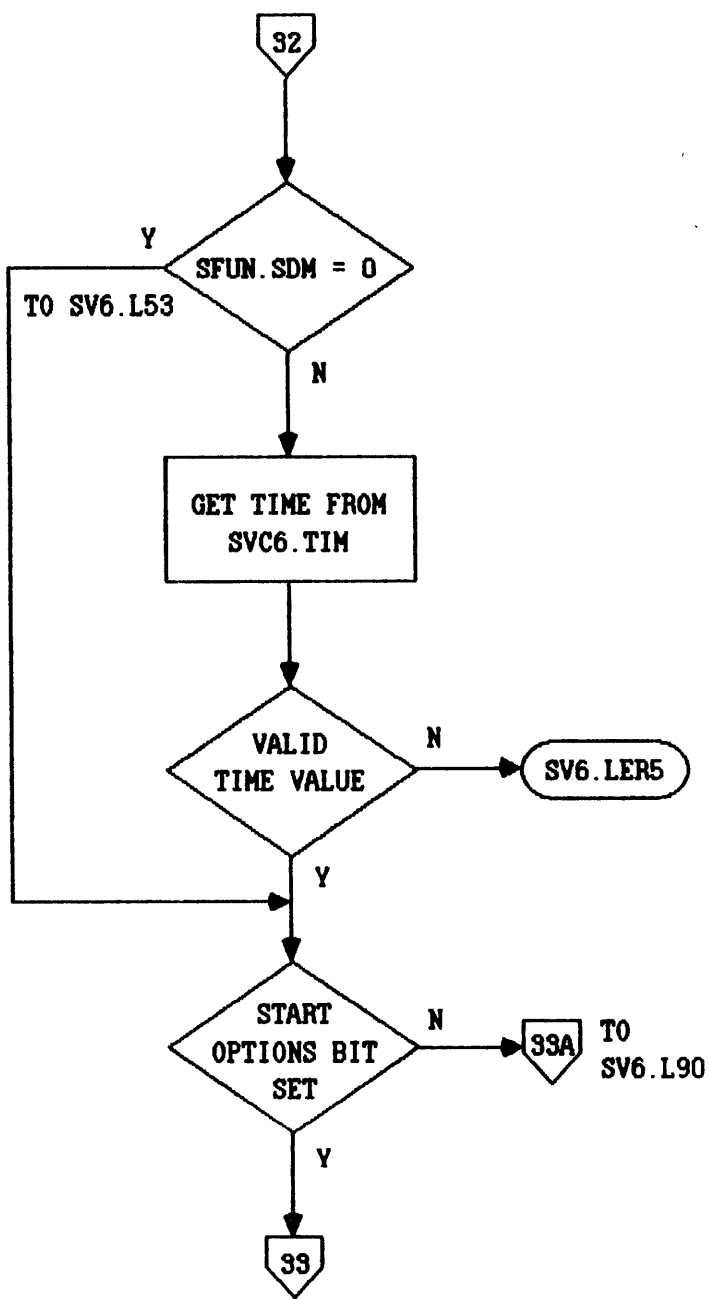 32
Y
SFUN.SDM = 0
TO SV6.L53
N
GET TIME FROM
SVC6.TIM
VALID
TIME VALUE
N
SV6.LER5
Y
START
OPTIONS BIT
SET
N
33A
TO
SV6.L90
Y
33